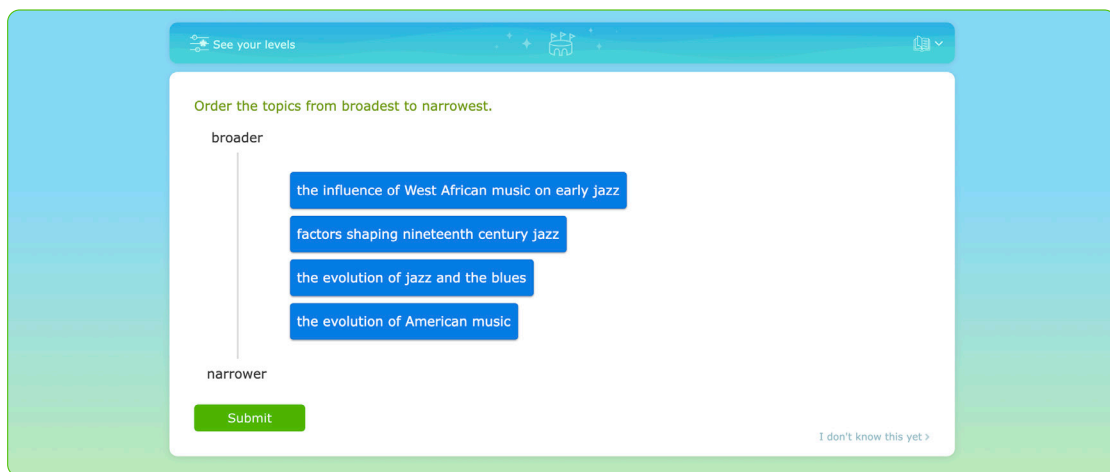 See your levels
Order the topics from broadest to narrowest.
broader
the influence of West African music on early jazz
factors shaping nineteenth century jazz
the evolution of jazz and the blues
the evolution of American music
narrower
Submit
I don't know this yet >